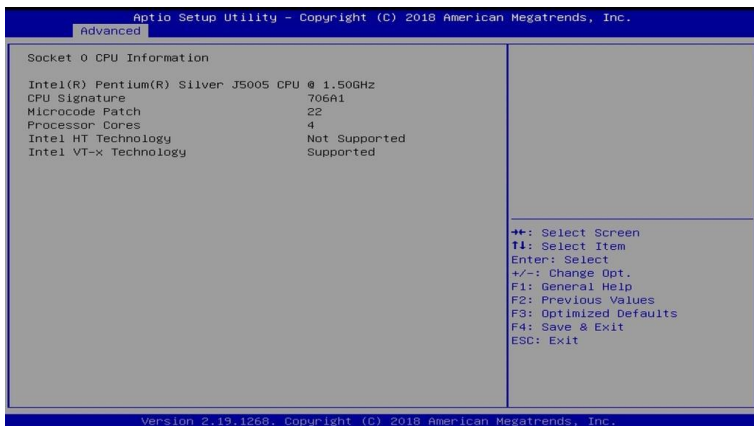 Aptio Setup Utility – Copyright (C) 2018 American Megatrends, Inc.
Advanced
Socket 0 CPU Information
Intel(R) Pentium(R) Silver J5005 CPU @ 1.50GHz
CPU Signature 706A1
Microcode Patch 22
Processor Cores 4
Intel HT Technology Not Supported
Intel VT-x Technology Supported
→←: Select Screen
↑↓: Select Item
Enter: Select
+/-: Change Opt.
F1: General Help
F2: Previous Values
F3: Optimized Defaults
F4: Save & Exit
ESC: Exit
Version 2.19.1268. Copyright (C) 2018 American Megatrends, Inc.